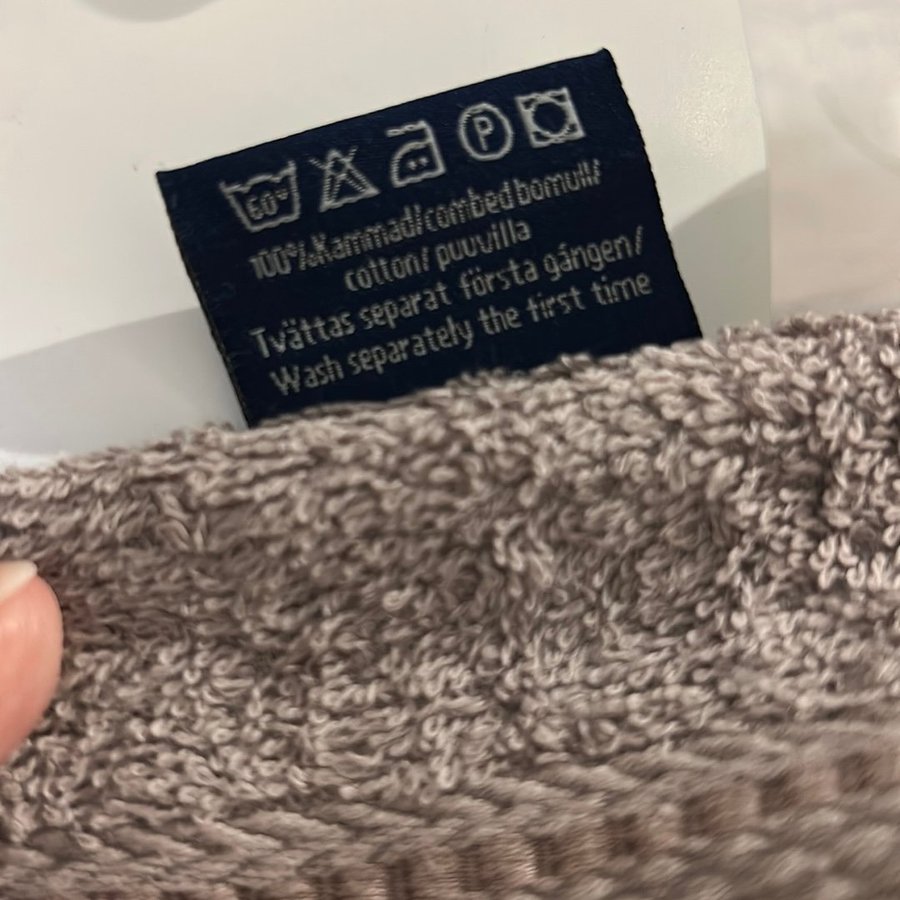 60° P
100% Kammad/combed bomull/
cotton/ puuvilla
Tvättas separat första gången/
Wash separately the first time